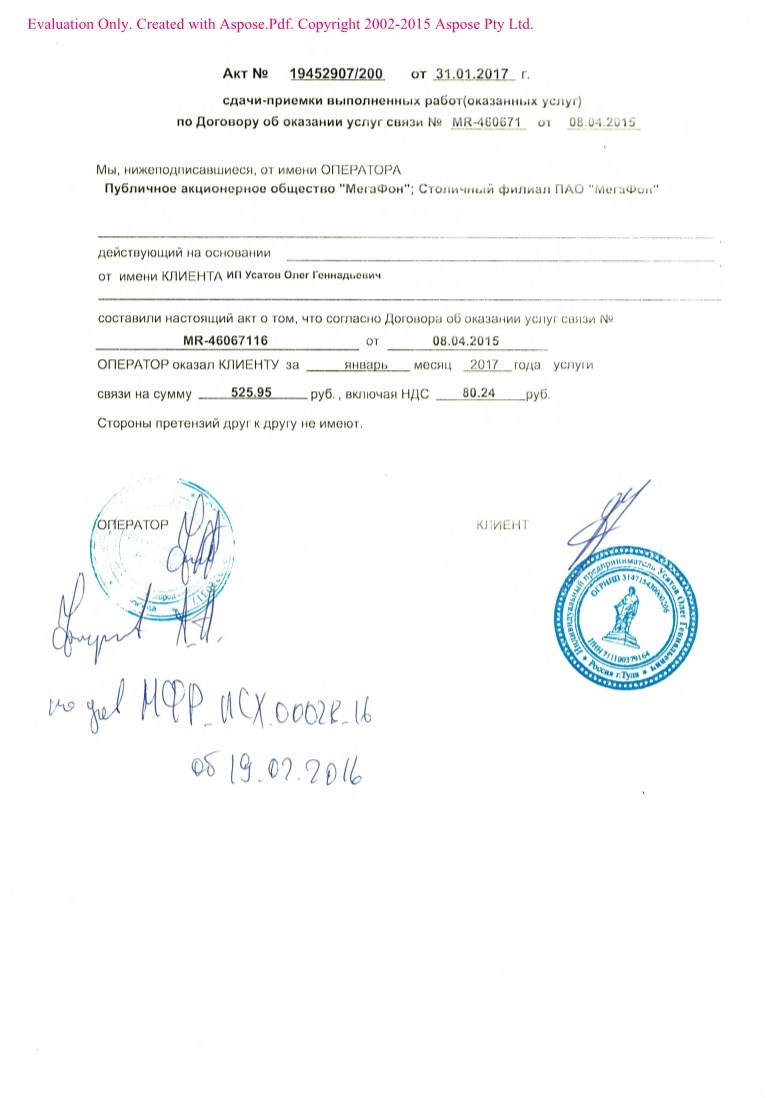 Evaluation Only. Created with Aspose.Pdf. Copyright 2002-2015 Aspose Pty Ltd.
Акт № 19452907/200 от 31.01.2017 г.
сдачи-приемки выполненных работ(оказанных услуг)
по Договору об оказании услуг связи № MR-460671 от 08.04.2015
Мы, нижеподписавшиеся, от имени ОПЕРАТОРА
Публичное акционерное общество "МегаФон"; Столичный филиал ПАО "МегаФон"
действующий на основании
от имени КЛИЕНТА ИП Усатов Олег Геннадьевич
составили настоящий акт о том, что согласно Договора об оказании услуг связи №
MR-46067116 от 08.04.2015
ОПЕРАТОР оказал КЛИЕНТУ за январь месяц 2017 года услуги
связи на сумму 525.95 руб. , включая НДС 80.24 руб.
Стороны претензий друг к другу не имеют.
ОПЕРАТОР КЛИЕНТ
Индивидуальный предприниматель Усатов Олег Геннадьевич
ОГРНИП 314715430000206
ИНН 711100379164
Россия г.Тула
по дов МФР_ИСХ.
об 19.02.2016